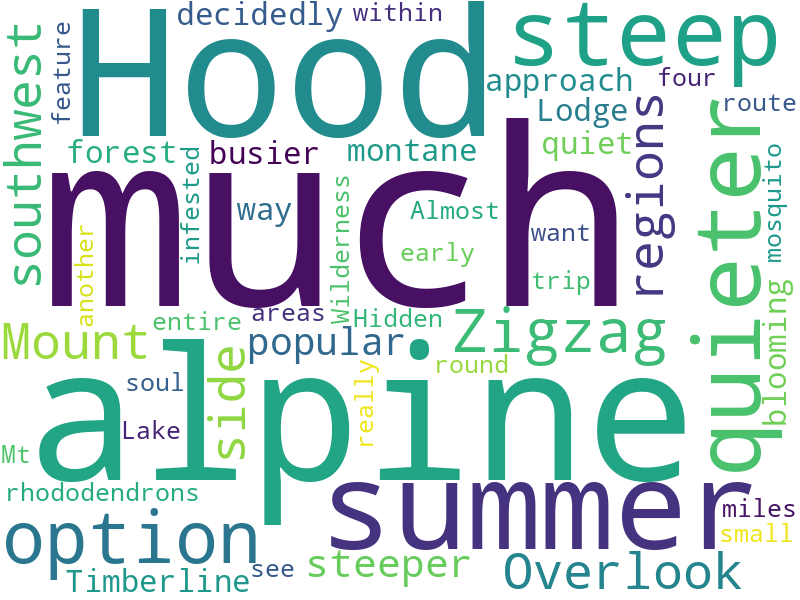 Hood
decidedly
within
steep
feature
southwest
approach
four
Lodge
route
forest
busier
montane
quiet
regions
quieter
mosquito
much
infested
way
Wilderness
Almost
want
early
another
trip
entire
areas
Hidden
Mount
popular
Zigzag
blooming
alpine
side
round
soul
really
Lake
Mt
rhododendrons
summer
miles
small
option
steeper
Overlook
Timberline
see